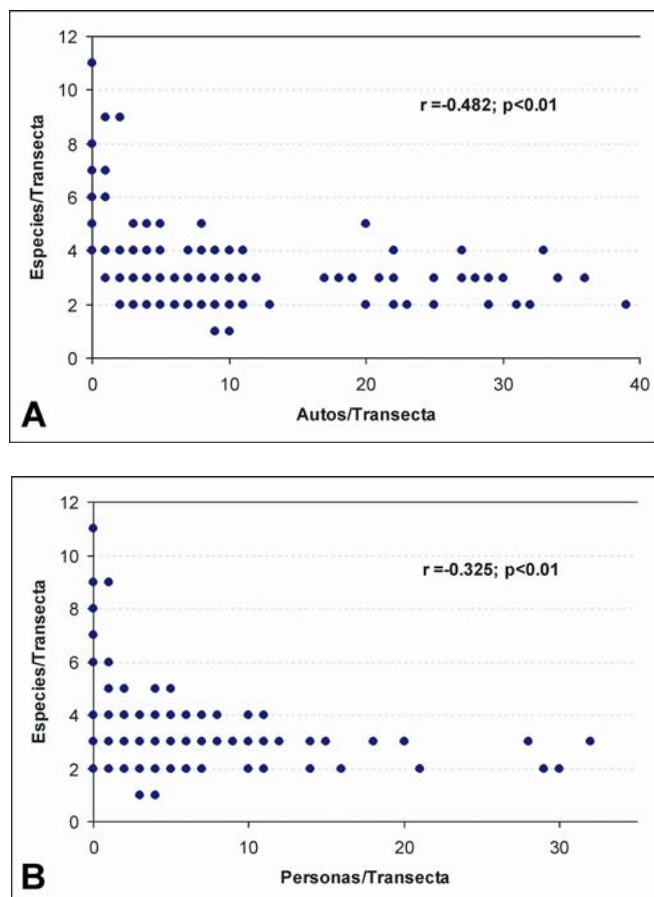 12
10
8
6
4
2
0
r =-0.482; p<0.01
Especies/Transecta
0 10 20 30 40
Autos/Transecta
A
12
10
8
6
4
2
0
r =-0.325; p<0.01
Especies/Transecta
0 10 20 30
Personas/Transecta
B